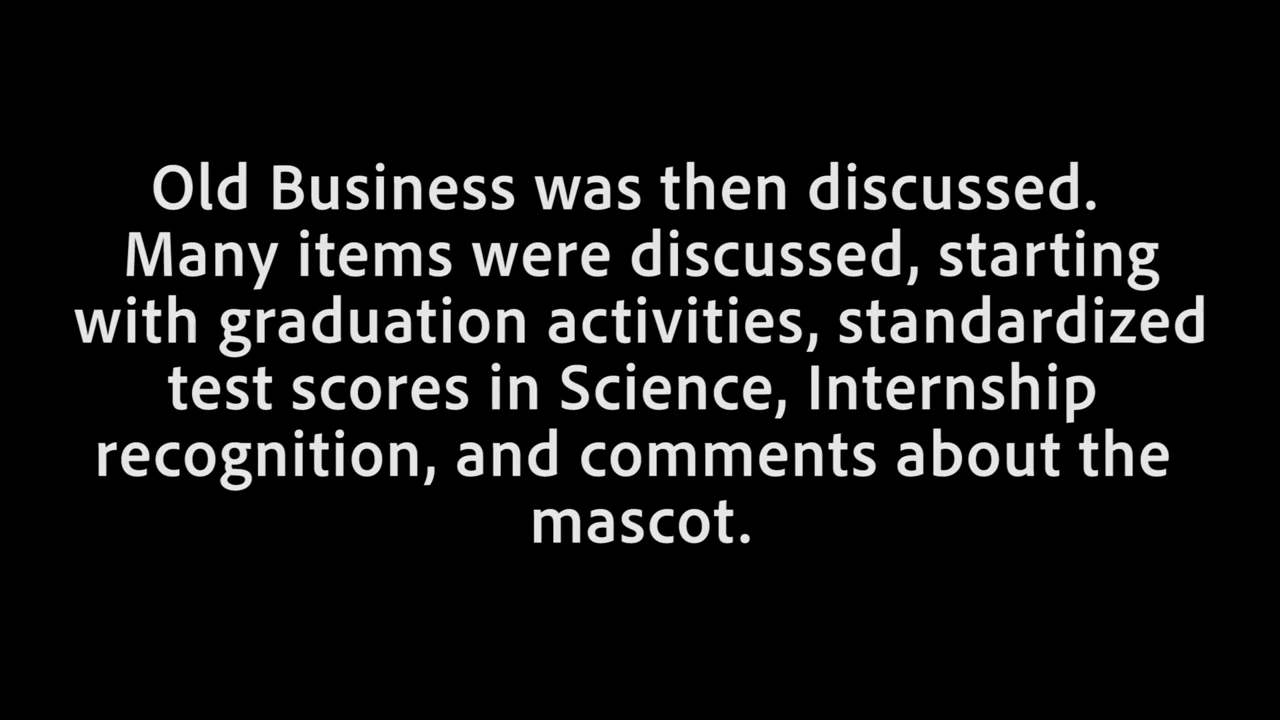 Old Business was then discussed.
Many items were discussed, starting
with graduation activities, standardized
test scores in Science, Internship
recognition, and comments about the
mascot.